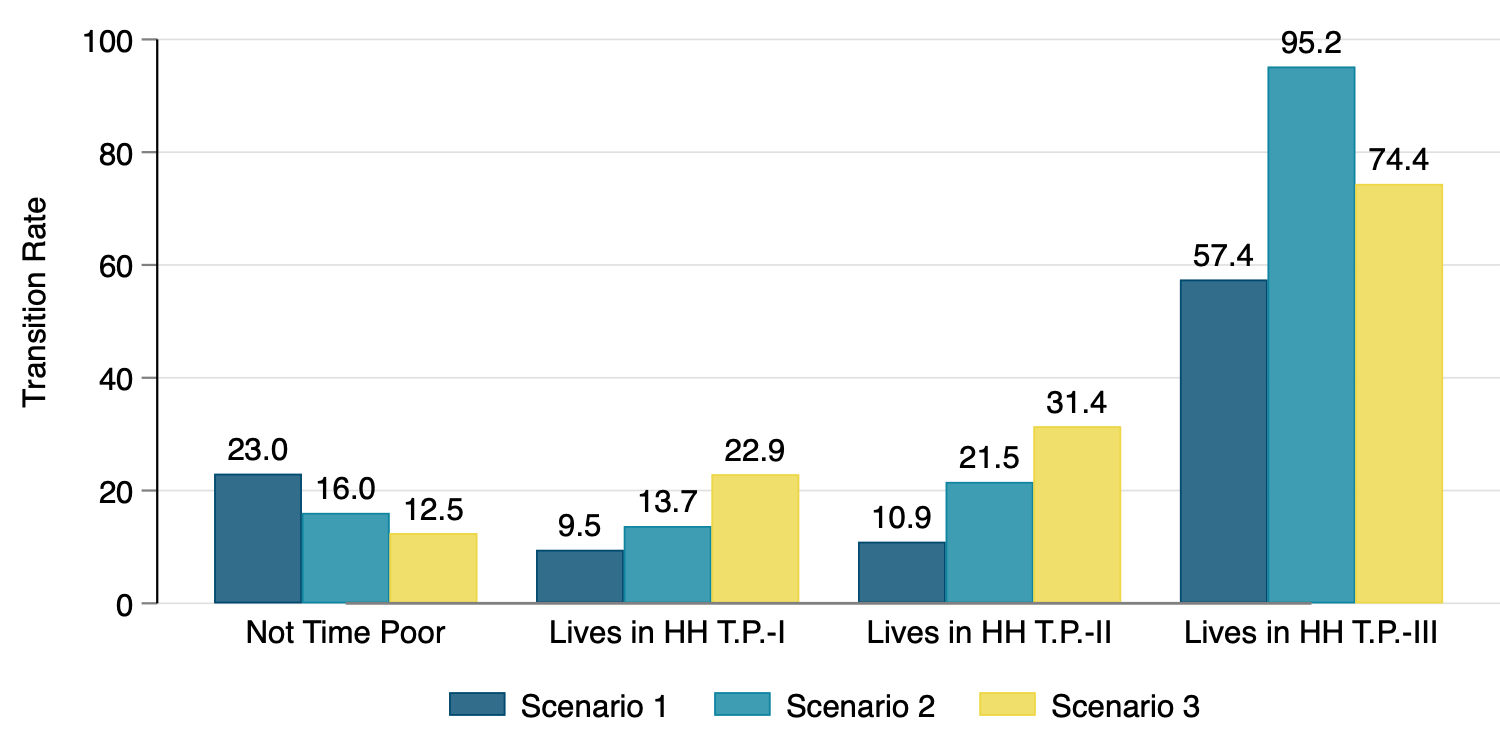 Transition Rate
100
80
60
40
20
0
23.0
16.0
12.5
9.5
13.7
22.9
10.9
21.5
31.4
57.4
95.2
74.4
Not Time Poor
Lives in HH T.P.-I
Lives in HH T.P.-II
Lives in HH T.P.-III
Scenario 1
Scenario 2
Scenario 3